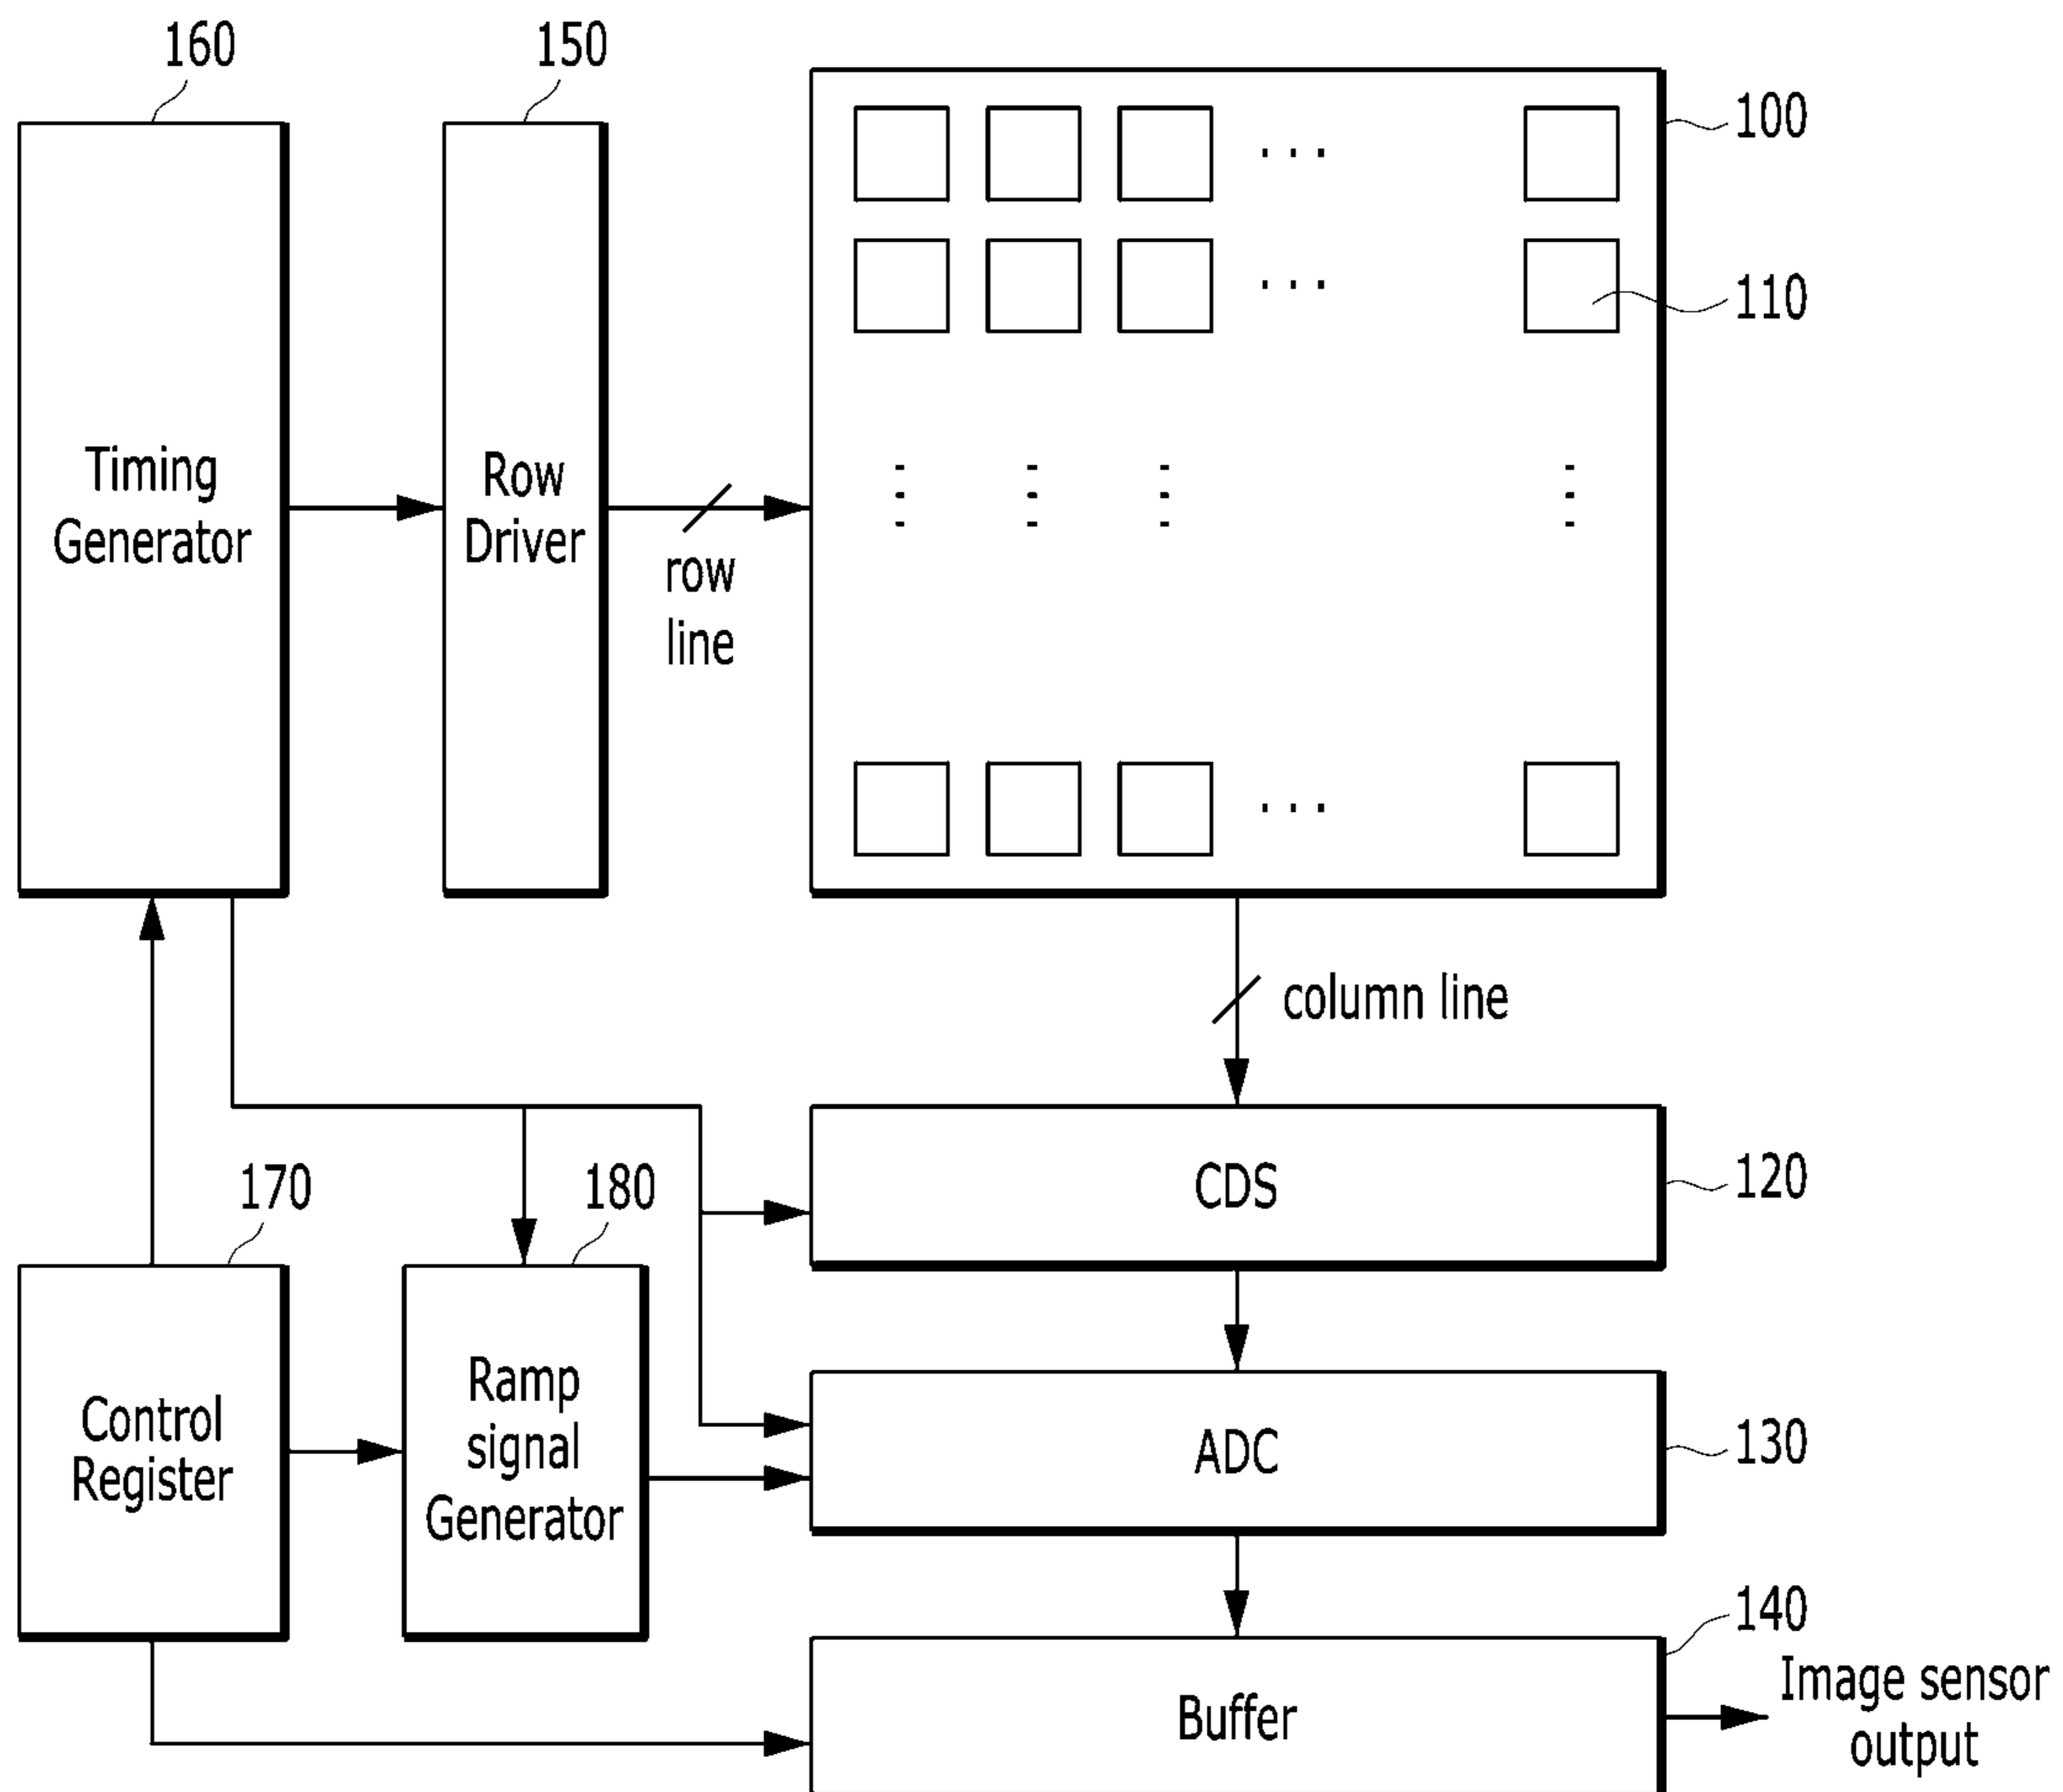 160
150
100
110
Timing
Generator
Row
Driver
row
line
column line
170
180
CDS
120
Control
Register
Ramp
signal
Generator
ADC
130
140
Buffer
Image sensor
output